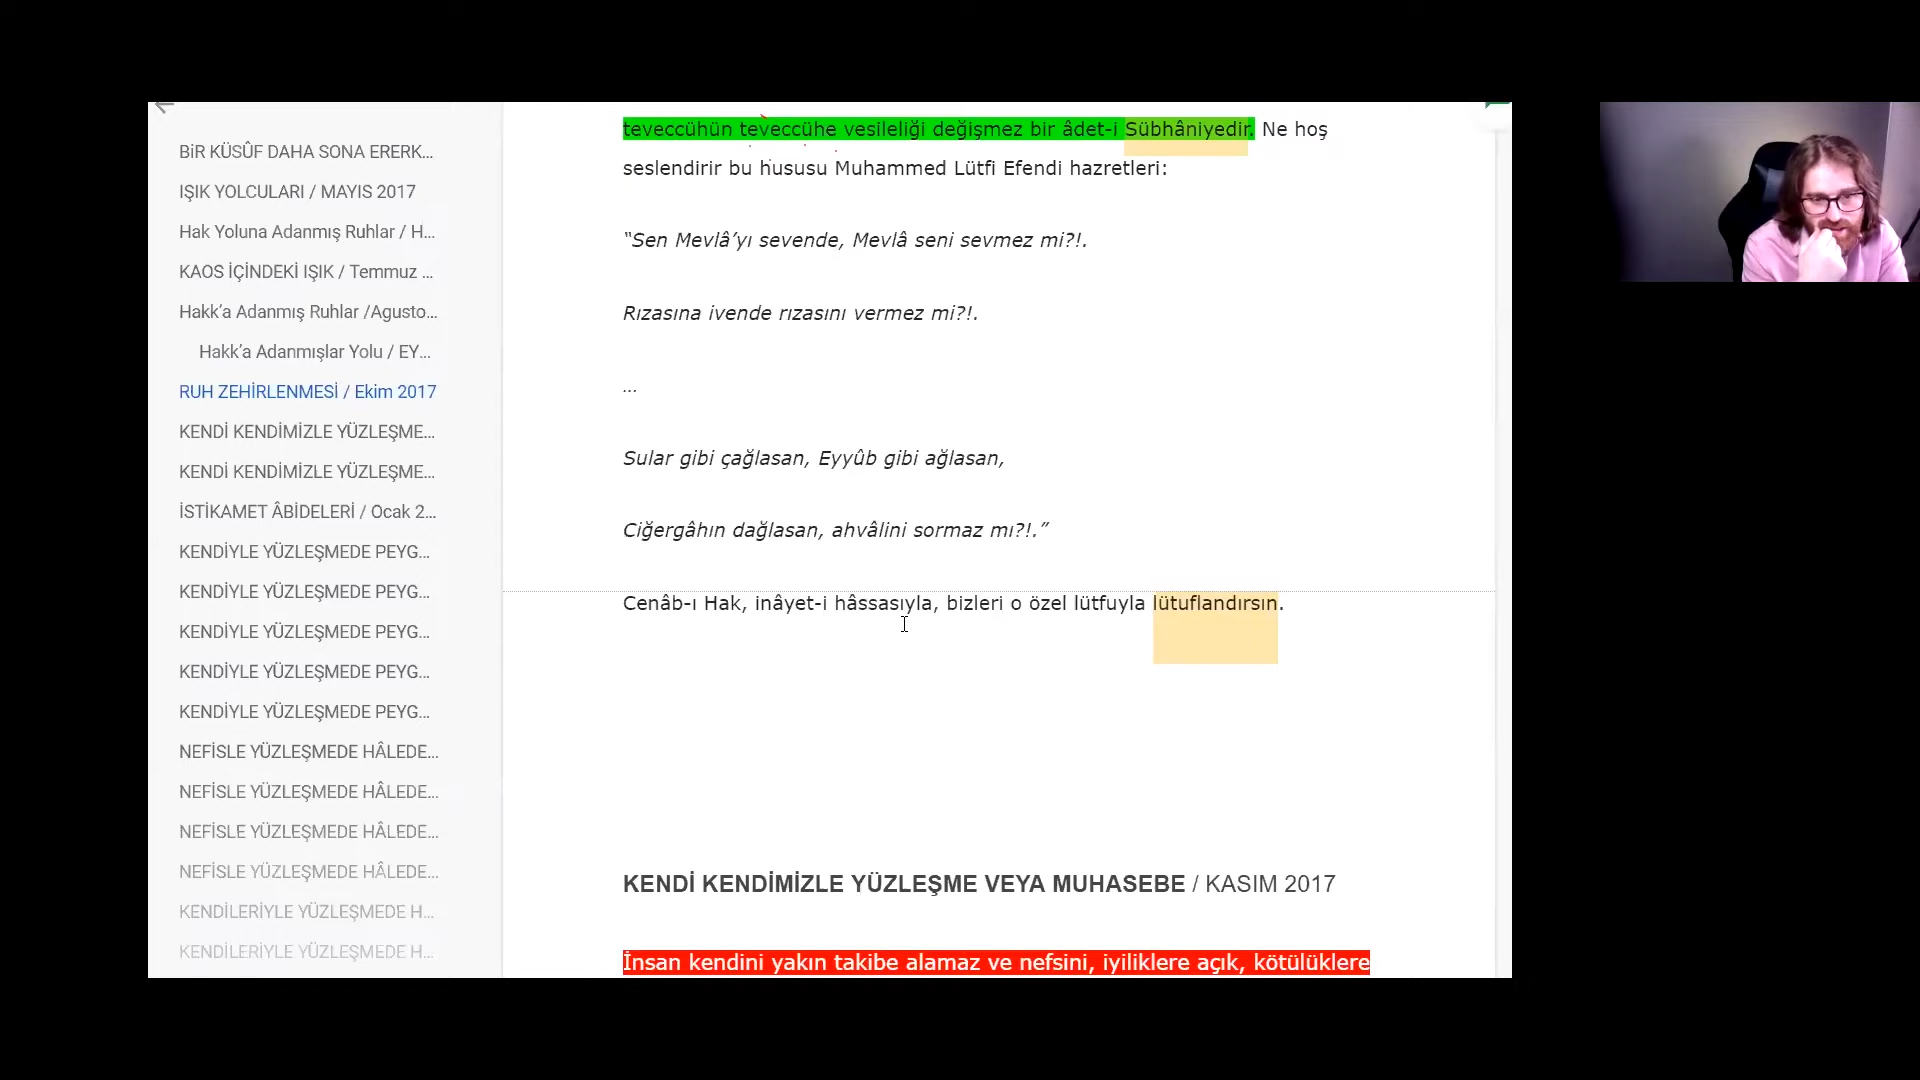 BİR KÜSÛF DAHA SONA ERERK...
IŞIK YOLCULARI / MAYIS 2017
Hak Yoluna Adanmış Ruhlar / H...
KAOS İÇİNDEKİ IŞIK / Temmuz ...
Hakk’a Adanmış Ruhlar /Agusto...
Hakk’a Adanmışlar Yolu / EY...
RUH ZEHİRLENMESİ / Ekim 2017
KENDİ KENDİMİZLE YÜZLEŞME...
KENDİ KENDİMİZLE YÜZLEŞME...
İSTİKAMET ÂBİDELERİ / Ocak 2...
KENDİYLE YÜZLEŞMEDE PEYG...
KENDİYLE YÜZLEŞMEDE PEYG...
KENDİYLE YÜZLEŞMEDE PEYG...
KENDİYLE YÜZLEŞMEDE PEYG...
KENDİYLE YÜZLEŞMEDE PEYG...
NEFİSLE YÜZLEŞMEDE HÂLEDE...
NEFİSLE YÜZLEŞMEDE HÂLEDE...
NEFİSLE YÜZLEŞMEDE HÂLEDE...
NEFİSLE YÜZLEŞMEDE HÂLEDE...
KENDİLERİYLE YÜZLEŞMEDE H...
KENDİLERİYLE YÜZLEŞMEDE H...
teveccühün teveccühe vesileliği değişmez bir âdet-i Sübhâniyedir. Ne hoş
seslendirir bu hususu Muhammed Lütfi Efendi hazretleri:
“Sen Mevlâ’yı sevende, Mevlâ seni sevmez mi?!.
Rızasına ivende rızasını vermez mi?!.
...
Sular gibi çağlasan, Eyyûb gibi ağlasan,
Ciğergâhın dağlasan, ahvâlini sormaz mı?!.”
Cenâb-ı Hak, inâyet-i hâssasıyla, bizleri o özel lütfuyla lütuflandırsın.
KENDİ KENDİMİZLE YÜZLEŞME VEYA MUHASEBE / KASIM 2017
İnsan kendini yakın takibe alamaz ve nefsini, iyiliklere açık, kötülüklere